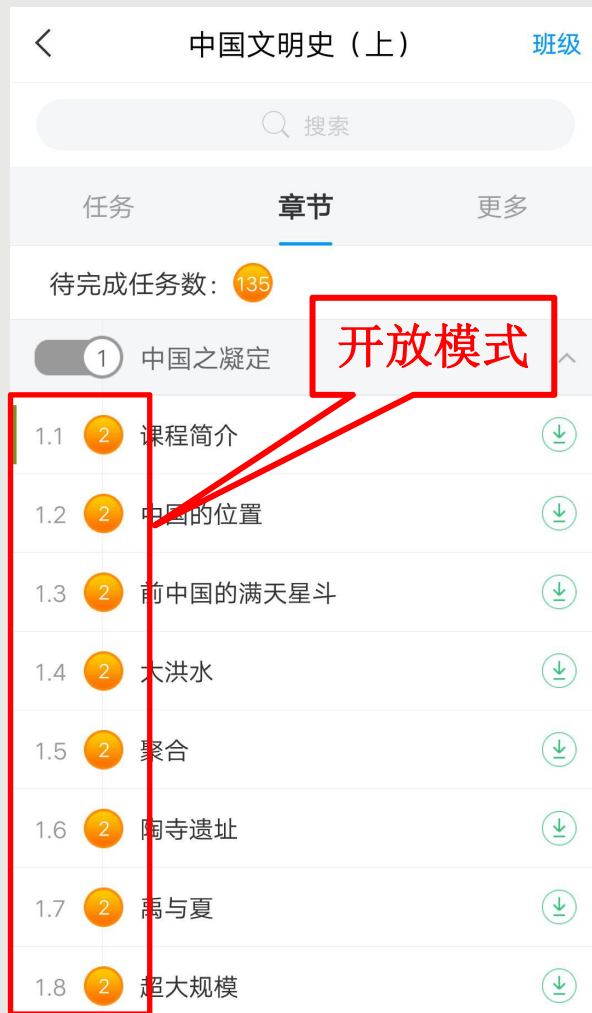 中国文明史（上）
班级
搜索
任务
章节
更多
待完成任务数：135
开放模式
1 中国之凝定
1.1 2 课程简介
1.2 2 中国的位置
1.3 2 前中国的满天星斗
1.4 2 大洪水
1.5 2 聚合
1.6 2 陶寺遗址
1.7 2 禹与夏
1.8 2 超大规模